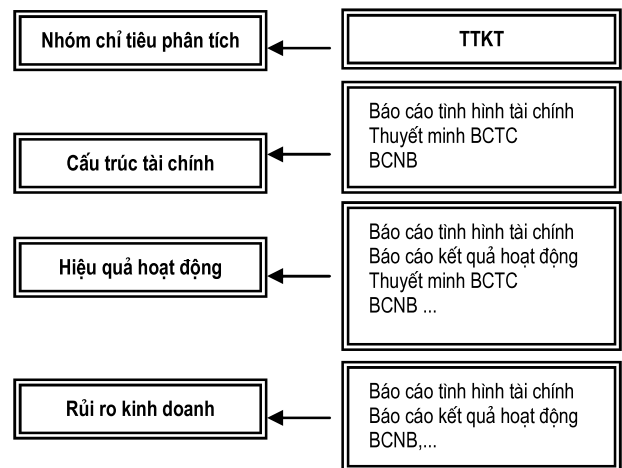 Nhóm chỉ tiêu phân tích
TTKT
Cấu trúc tài chính
Báo cáo tình hình tài chính
Thuyết minh BCTC
BCNB
Hiệu quả hoạt động
Báo cáo tình hình tài chính
Báo cáo kết quả hoạt động
Thuyết minh BCTC
BCNB ...
Rủi ro kinh doanh
Báo cáo tình hình tài chính
Báo cáo kết quả hoạt động
BCNB,...